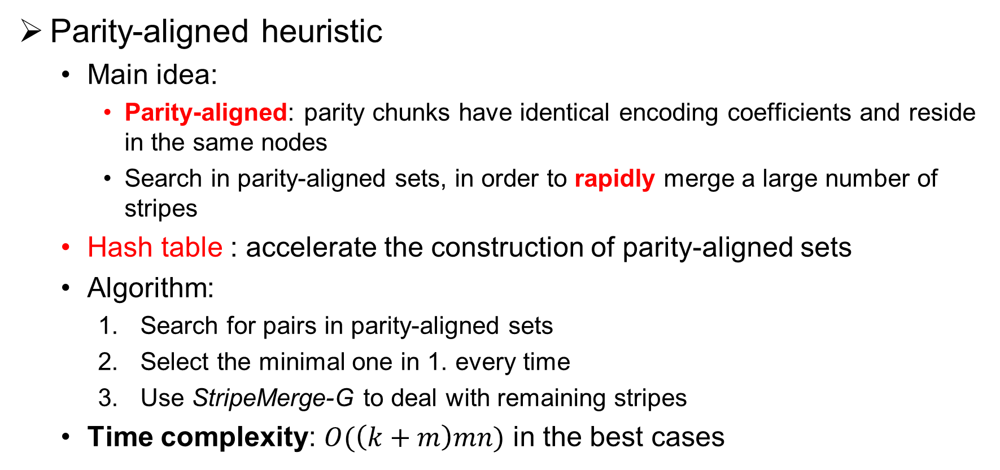 ➢ Parity-aligned heuristic
• Main idea:
• Parity-aligned: parity chunks have identical encoding coefficients and reside
in the same nodes
• Search in parity-aligned sets, in order to rapidly merge a large number of
stripes
• Hash table : accelerate the construction of parity-aligned sets
• Algorithm:
1. Search for pairs in parity-aligned sets
2. Select the minimal one in 1. every time
3. Use StripeMerge-G to deal with remaining stripes
• Time complexity: 𝑂((𝑘 + 𝑚)𝑚𝑛) in the best cases